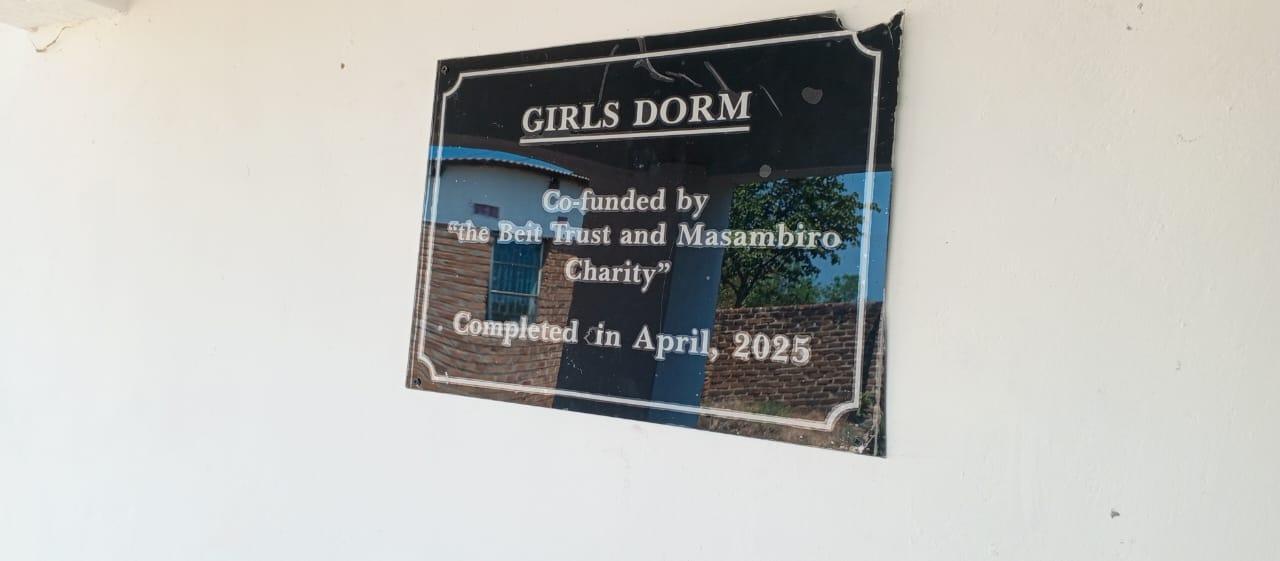 GIRLS DORM
Co-funded by
“the Beit Trust and Masambiro
Charity”
Completed in April, 2025